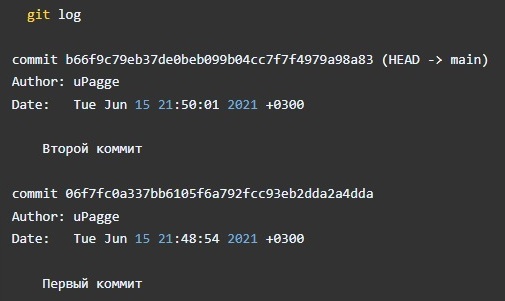 git log
commit b66f9c79eb37de0beb099b04cc7f7f4979a98a83 (HEAD -> main)
Author: uPagge
Date:   Tue Jun 15 21:50:01 2021 +0300
Второй коммит
commit 06f7fc0a337bb6105f6a792fcc93eb2dda2a4dda
Author: uPagge
Date:   Tue Jun 15 21:48:54 2021 +0300
Первый коммит